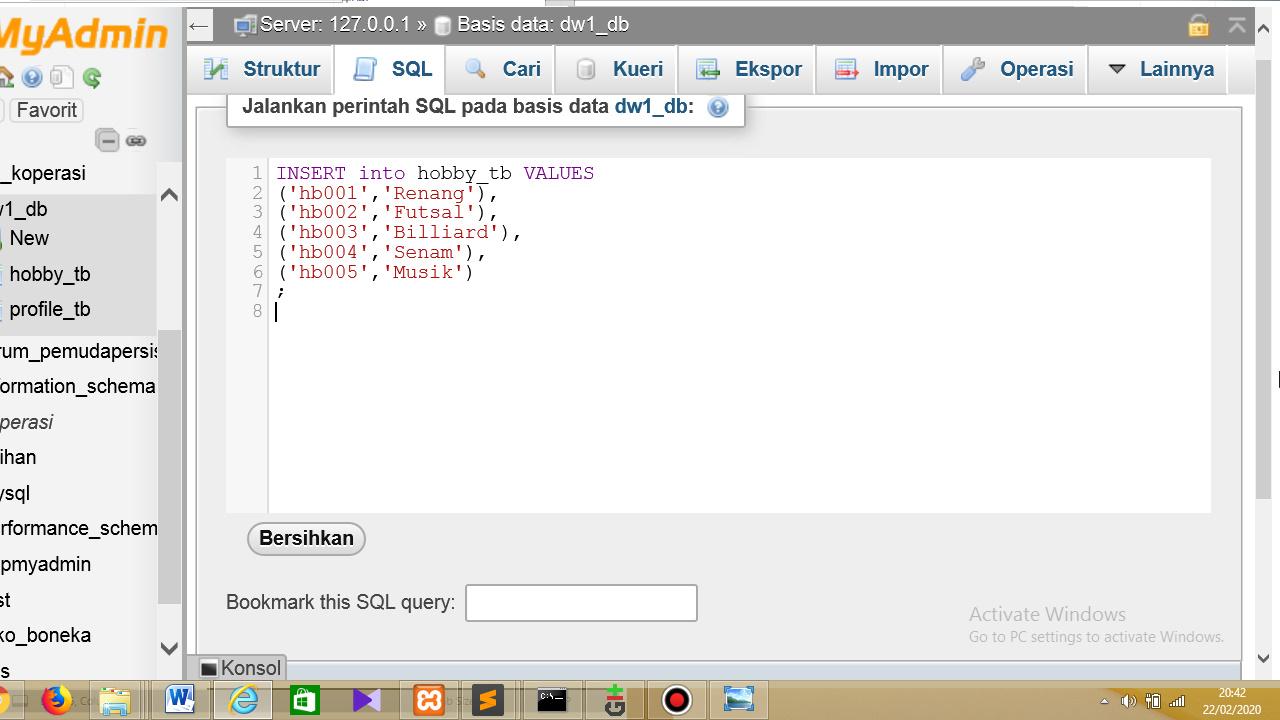 MyAdmin
Server: 127.0.0.1 » Basis data: dw1_db
Struktur SQL Cari Kueri Ekspor Impor Operasi Lainnya
Favorit
Jalankan perintah SQL pada basis data dw1_db:
_koperasi
w1_db
New
hobby_tb
profile_tb
rum_pemudapersis
ormation_schema
perasi
ihan
ysql
rformance_schem
pmyadmin
st
ko_boneka
s
1 INSERT into hobby_tb VALUES
2 ('hb001','Renang'),
3 ('hb002','Futsal'),
4 ('hb003','Billiard'),
5 ('hb004','Senam'),
6 ('hb005','Musik')
7 ;
8
Bersihkan
Bookmark this SQL query:
Activate Windows
Go to PC settings to activate Windows.
Konsol
20:42
22/02/2020